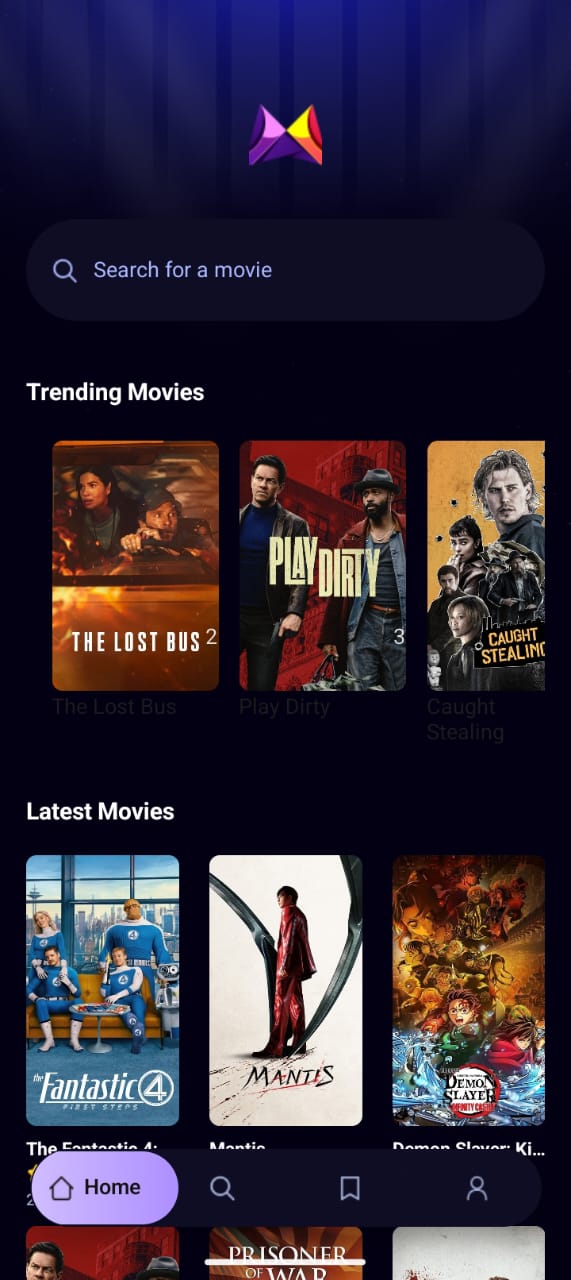 Search for a movie
Trending Movies
THE LOST BUS
2
PLAY DIRTY
3
CAUGHT
STEALING
The Lost Bus
Play Dirty
Caught
Stealing
Latest Movies
the Fantastic 4
FIRST STEPS
MANTIS
DEMON
SLAYER
INFINITY CASTLE
The Fantastic 4:
Mantis
Demon Slayer: Ki...
Home
PRISONER
OF WAR